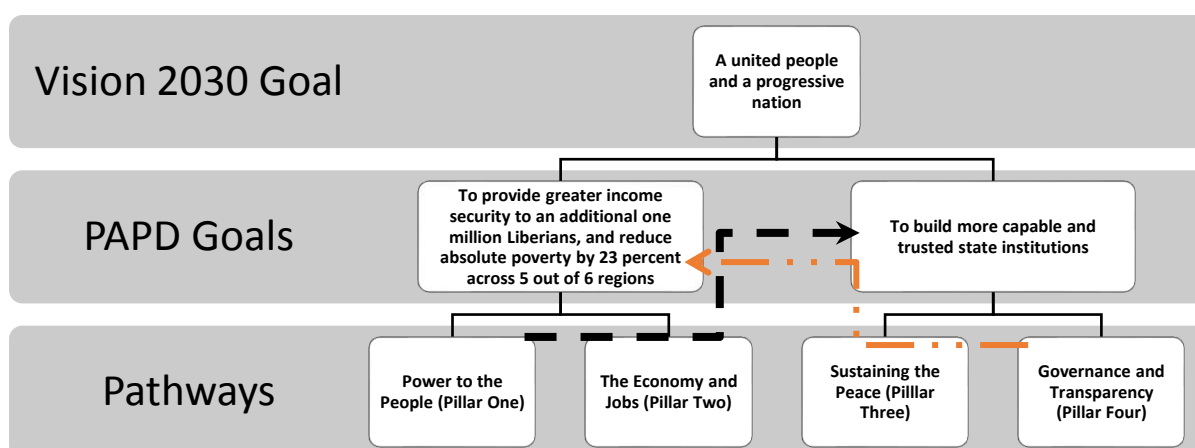 Vision 2030 Goal
A united people
and a progressive
nation
PAPD Goals
To provide greater income
security to an additional one
million Liberians, and reduce
absolute poverty by 23 percent
across 5 out of 6 regions
To build more capable and
trusted state institutions
Pathways
Power to the
People (Pillar One)
The Economy and
Jobs (Pillar Two)
Sustaining the
Peace (Pilllar
Three)
Governance and
Transparency
(Pillar Four)